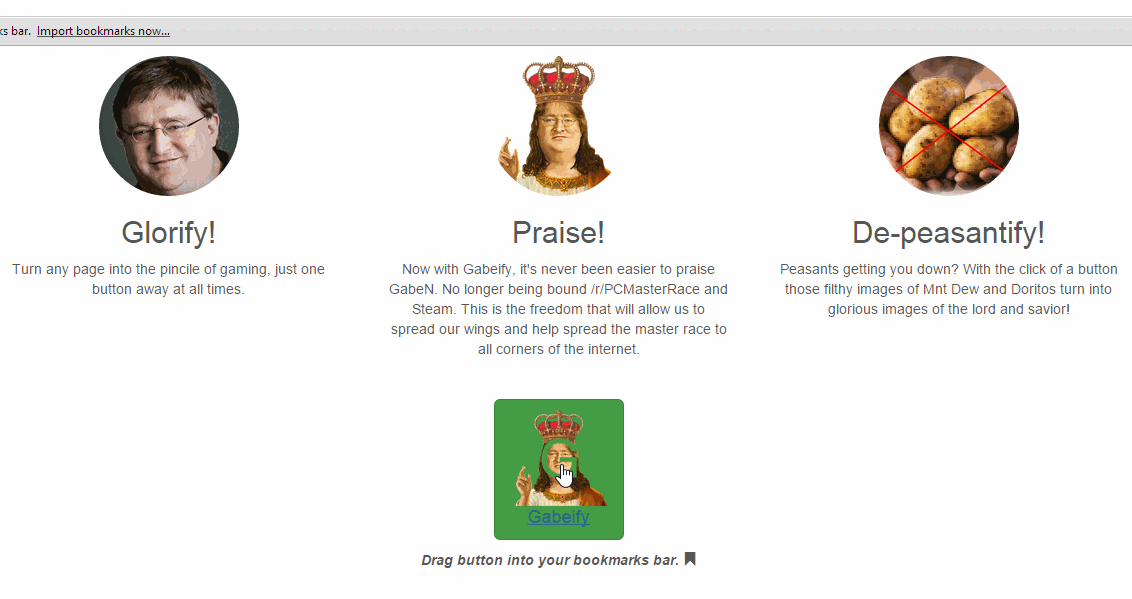 ks bar. Import bookmarks now...
Glorify!
Turn any page into the pincile of gaming, just one
button away at all times.
Praise!
Now with Gabeify, it's never been easier to praise
GabeN. No longer being bound /r/PCMasterRace and
Steam. This is the freedom that will allow us to
spread our wings and help spread the master race to
all corners of the internet.
De-peasantify!
Peasants getting you down? With the click of a button
those filthy images of Mnt Dew and Doritos turn into
glorious images of the lord and savior!
G
Gabeify
Drag button into your bookmarks bar.